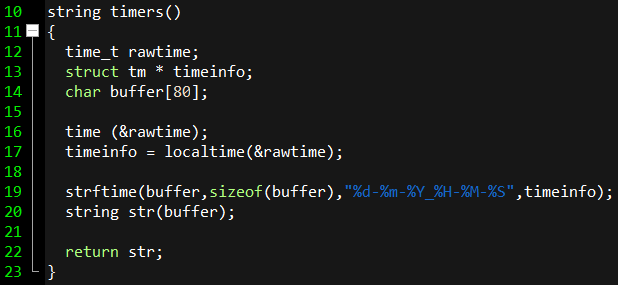 10 string timers()
11 {
12   time_t rawtime;
13   struct tm * timeinfo;
14   char buffer[80];
15
16   time (&rawtime);
17   timeinfo = localtime(&rawtime);
18
19   strftime(buffer,sizeof(buffer),"%d-%m-%Y_%H-%M-%S",timeinfo);
20   string str(buffer);
21
22   return str;
23 }